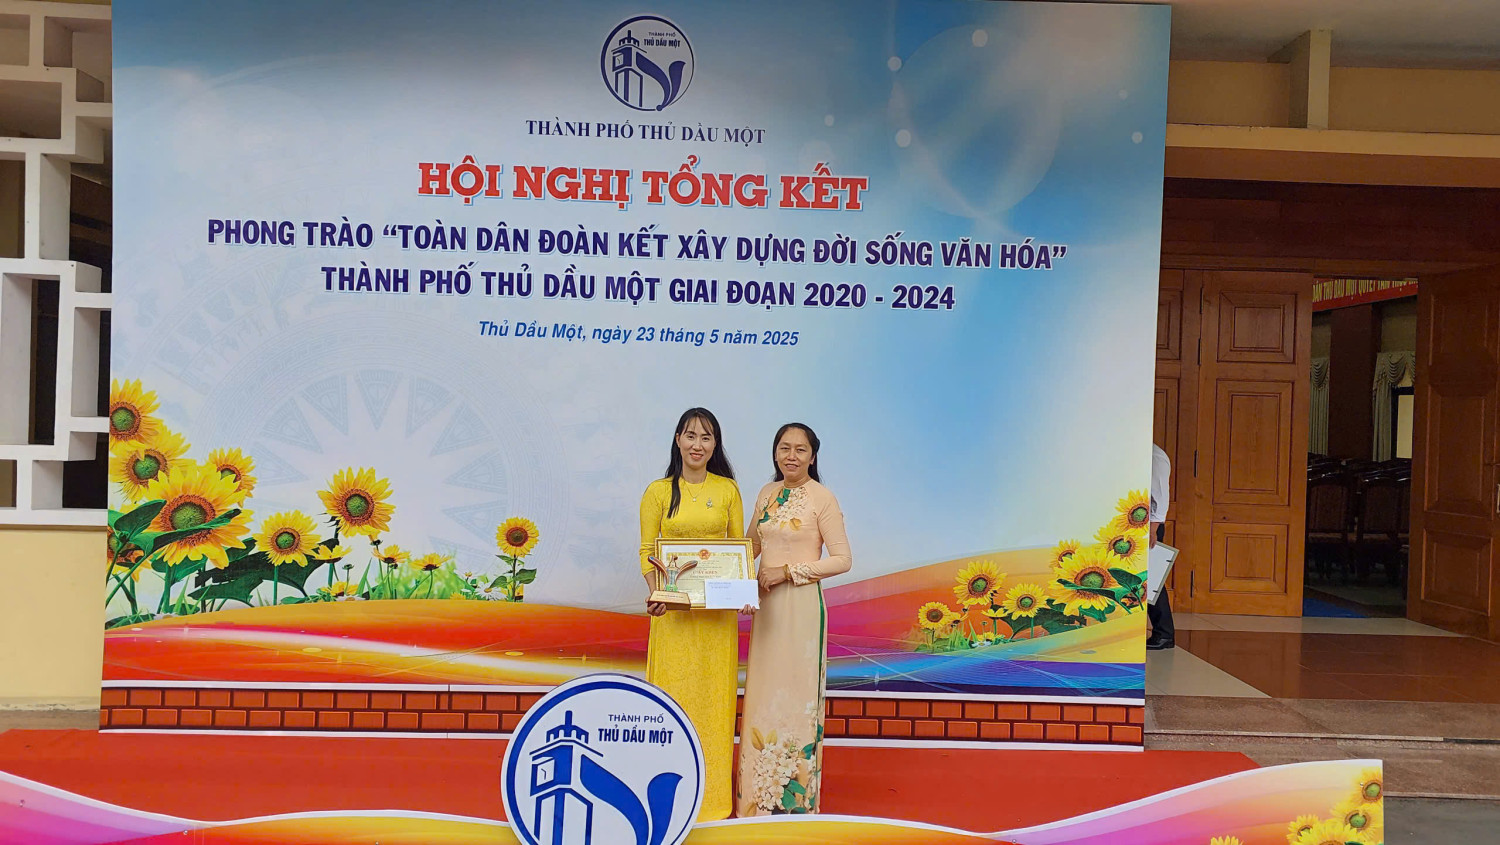 THÀNH PHỐ
THỦ DẦU MỘT
THÀNH PHỐ THỦ DẦU MỘT
HỘI NGHỊ TỔNG KẾT
PHONG TRÀO “TOÀN DÂN ĐOÀN KẾT XÂY DỰNG ĐỜI SỐNG VĂN HÓA”
THÀNH PHỐ THỦ DẦU MỘT GIAI ĐOẠN 2020 - 2024
Thủ Dầu Một, ngày 23 tháng 5 năm 2025
THÀNH PHỐ
THỦ DẦU MỘT